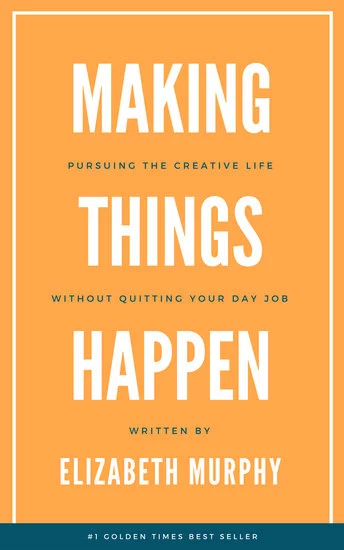 MAKING
PURSUING THE CREATIVE LIFE
THINGS
WITHOUT QUITTING YOUR DAY JOB
HAPPEN
WRITTEN BY
ELIZABETH MURPHY
#1 GOLDEN TIMES BEST SELLER